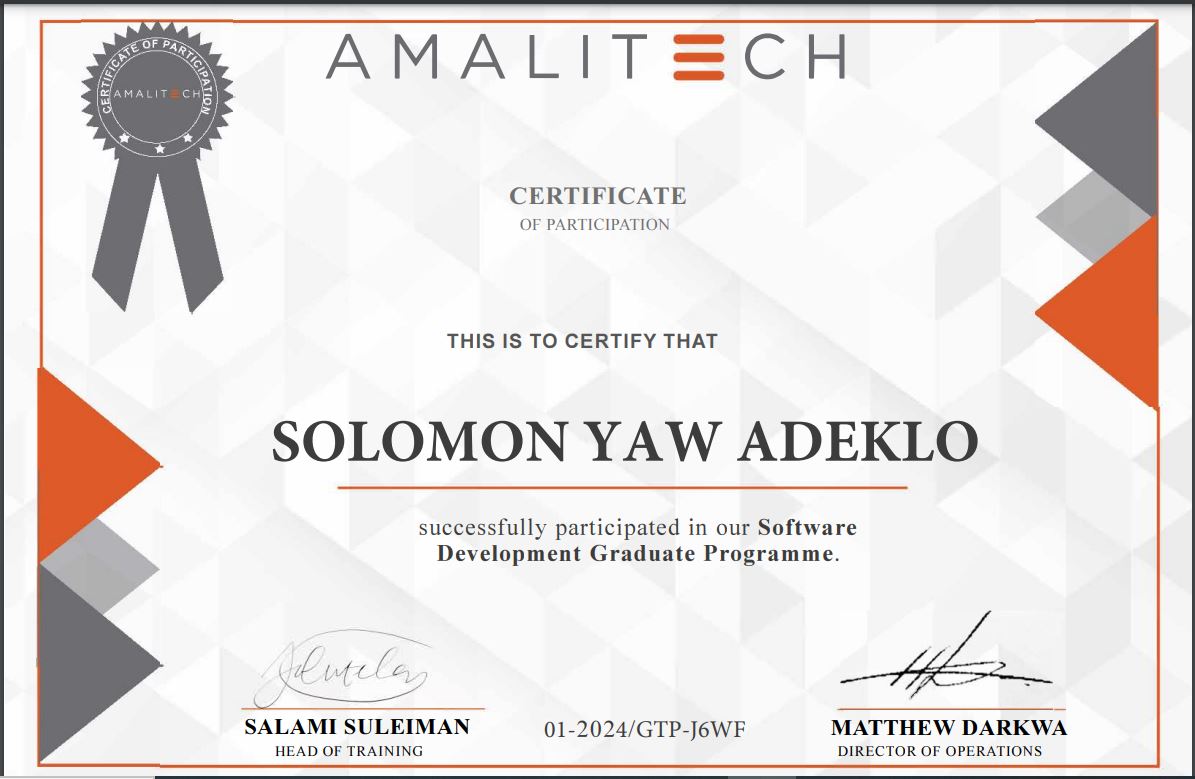 CERTIFICATE OF PARTICIPATION
AMALITECH
AMALITECH
CERTIFICATE
OF PARTICIPATION
THIS IS TO CERTIFY THAT
SOLOMON YAW ADEKLO
successfully participated in our Software
Development Graduate Programme.
SALAMI SULEIMAN
HEAD OF TRAINING
01-2024/GTP-J6WF
MATTHEW DARKWA
DIRECTOR OF OPERATIONS